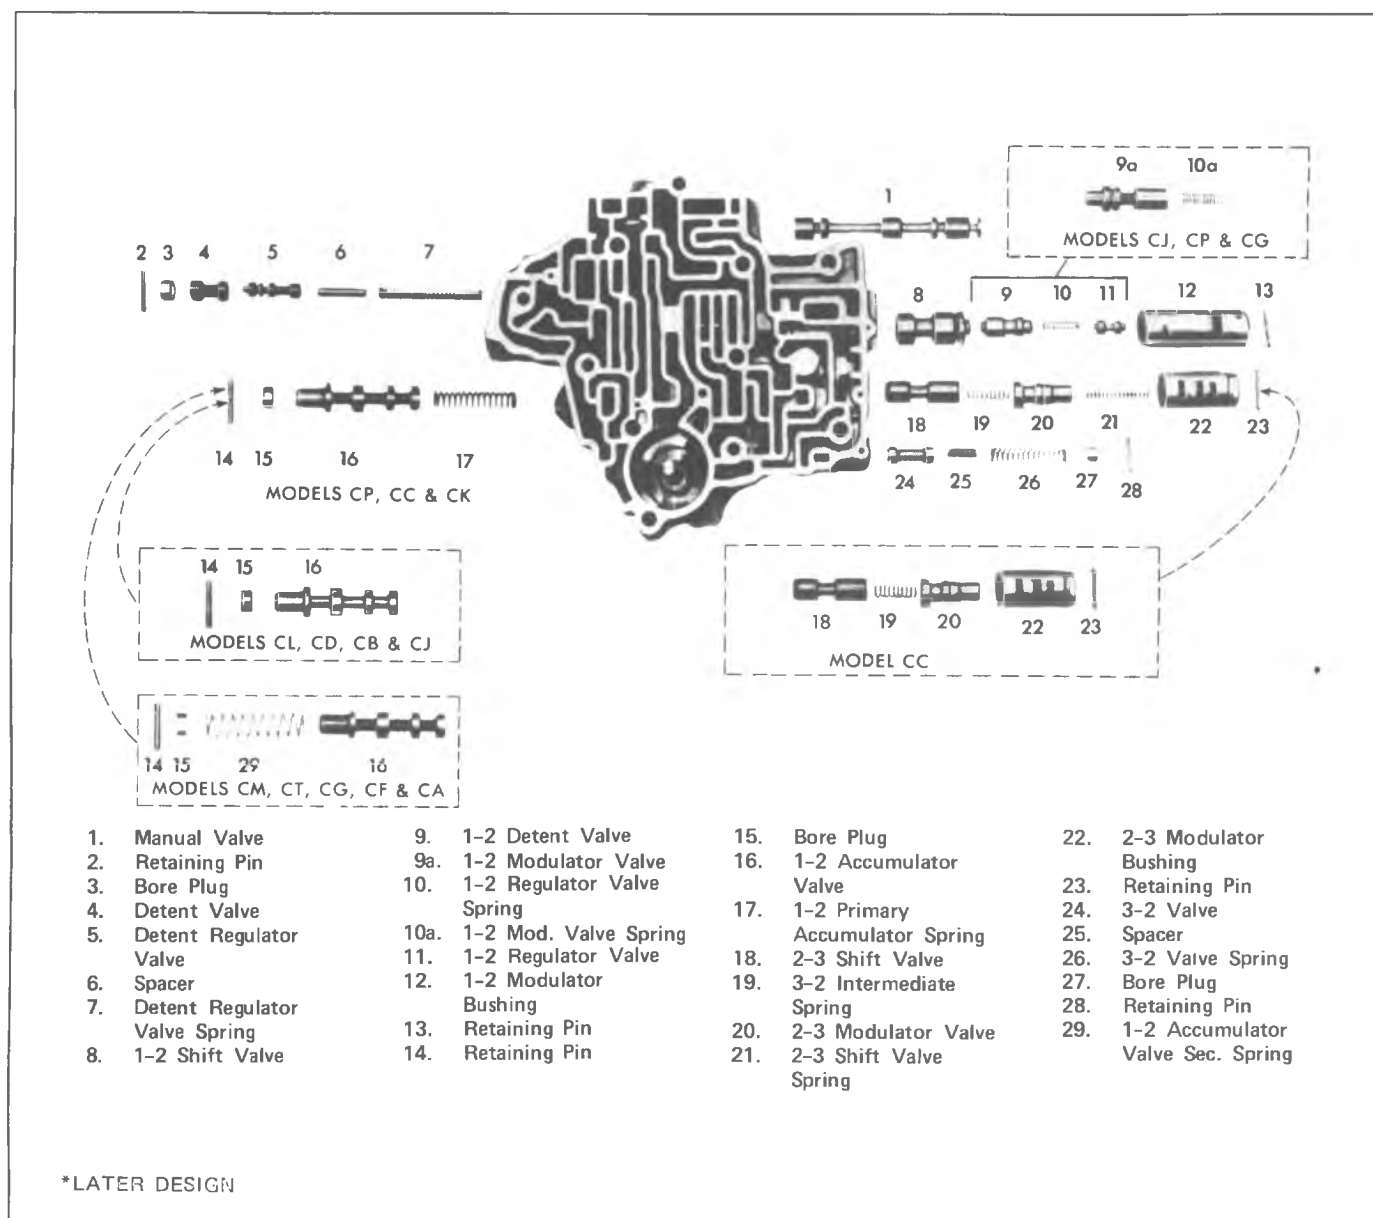 9a 10a
MODELS CJ, CP & CG
1
2 3 4 5 6 7
8 9 10 11 12 13
14 15 16 17
MODELS CP, CC & CK
18 19 20 21 22 23
24 25 26 27 28
14 15 16
MODELS CL, CD, CB & CJ
18 19 20 22 23
MODEL CC
14 15 29 16
MODELS CM, CT, CG, CF & CA
1. Manual Valve
2. Retaining Pin
3. Bore Plug
4. Detent Valve
5. Detent Regulator
Valve
6. Spacer
7. Detent Regulator
Valve Spring
8. 1-2 Shift Valve
9. 1-2 Detent Valve
9a. 1-2 Modulator Valve
10. 1-2 Regulator Valve
Spring
10a. 1-2 Mod. Valve Spring
11. 1-2 Regulator Valve
12. 1-2 Modulator
Bushing
13. Retaining Pin
14. Retaining Pin
15. Bore Plug
16. 1-2 Accumulator
Valve
17. 1-2 Primary
Accumulator Spring
18. 2-3 Shift Valve
19. 3-2 Intermediate
Spring
20. 2-3 Modulator Valve
21. 2-3 Shift Valve
Spring
22. 2-3 Modulator
Bushing
23. Retaining Pin
24. 3-2 Valve
25. Spacer
26. 3-2 Valve Spring
27. Bore Plug
28. Retaining Pin
29. 1-2 Accumulator
Valve Sec. Spring
*LATER DESIGN